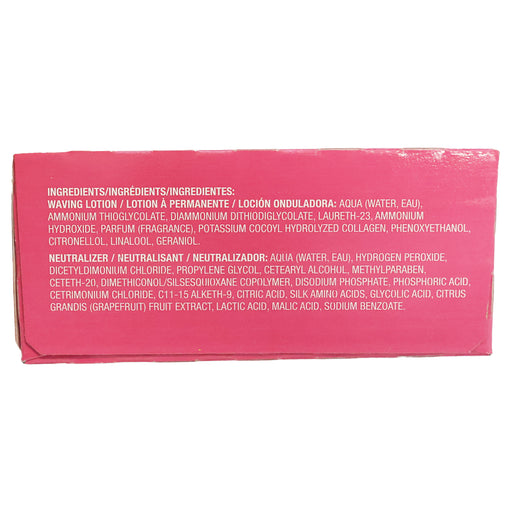 INGREDIENTS/INGRÉDIENTS/INGREDIENTES:
WAVING LOTION / LOTION À PERMANENTE / LOCIÓN ONDULADORA: AQUA (WATER, EAU),
AMMONIUM THIOGLYCOLATE, DIAMMONIUM DITHIODIGLYCOLATE, LAURETH-23, AMMONIUM
HYDROXIDE, PARFUM (FRAGRANCE), POTASSIUM COCOYL HYDROLYZED COLLAGEN, PHENOXYETHANOL,
CITRONELLOL, LINALOOL, GERANIOL.
NEUTRALIZER / NEUTRALISANT / NEUTRALIZADOR: AQUA (WATER, EAU), HYDROGEN PEROXIDE,
DICETYLDIMONIUM CHLORIDE, PROPYLENE GLYCOL, CETEARYL ALCOHOL, METHYLPARABEN,
CETETH-20, DIMETHICONOL/SILSESQUIOXANE COPOLYMER, DISODIUM PHOSPHATE, PHOSPHORIC ACID,
CETRIMONIUM CHLORIDE, C11-15 ALKETH-9, CITRIC ACID, SILK AMINO ACIDS, GLYCOLIC ACID, CITRUS
GRANDIS (GRAPEFRUIT) FRUIT EXTRACT, LACTIC ACID, MALIC ACID, SODIUM BENZOATE.